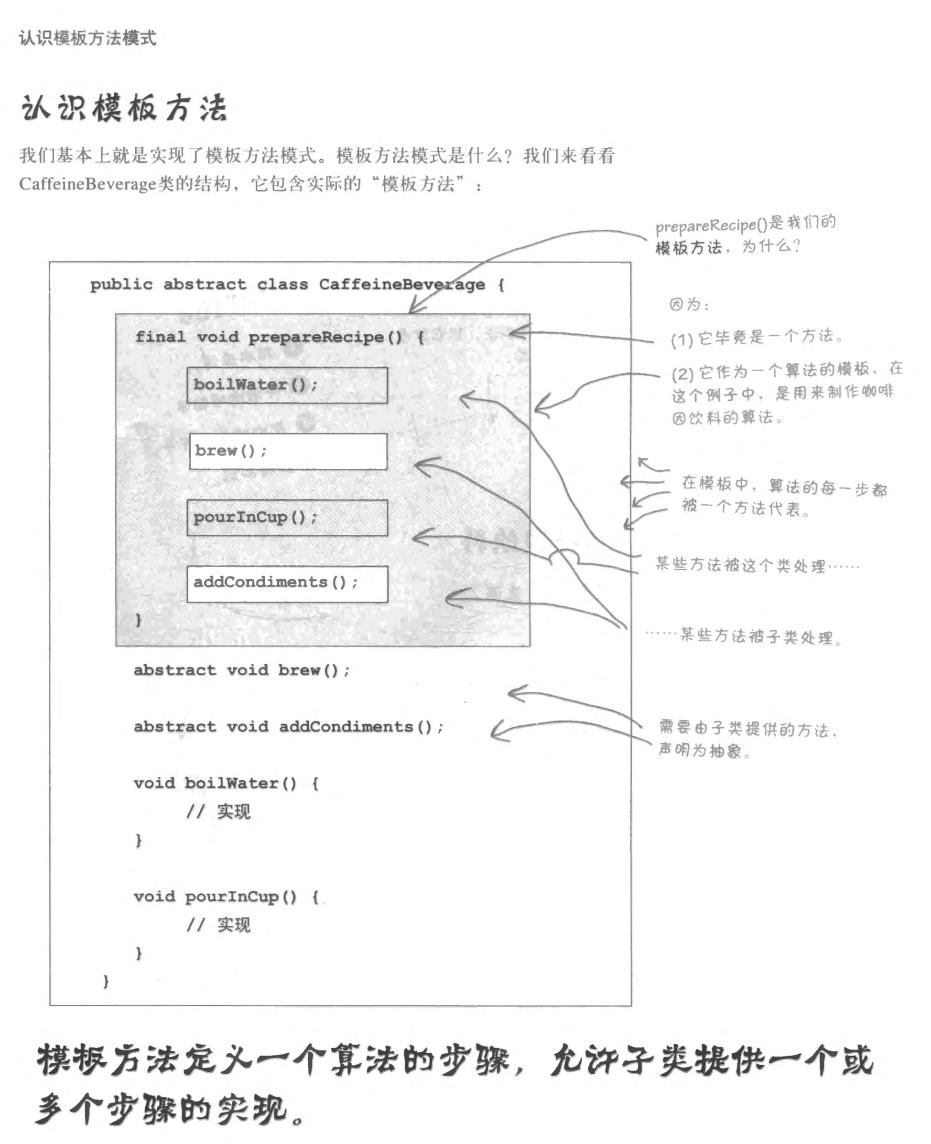 认识模板方法模式
认识模板方法
我们基本上就是实现了模板方法模式。模板方法模式是什么？我们来看看
CaffeineBeverage类的结构，它包含实际的“模板方法”：
prepareRecipe()是我们的
模板方法，为什么？
public abstract class CaffeineBeverage {
因为：
final void prepareRecipe() {
(1) 它毕竟是一个方法。
boilWater();
(2) 它作为一个算法的模板，在
这个例子中，是用来制作咖啡
因饮料的算法。
brew();
在模板中，算法的每一步都
被一个方法代表。
pourInCup();
某些方法被这个类处理……
addCondiments();
}
……某些方法被子类处理。
abstract void brew();
abstract void addCondiments();
需要由子类提供的方法，
声明为抽象。
void boilWater() {
// 实现
}
void pourInCup() {
// 实现
}
}
模板方法定义一个算法的步骤，允许子类提供一个或
多个步骤的实现。